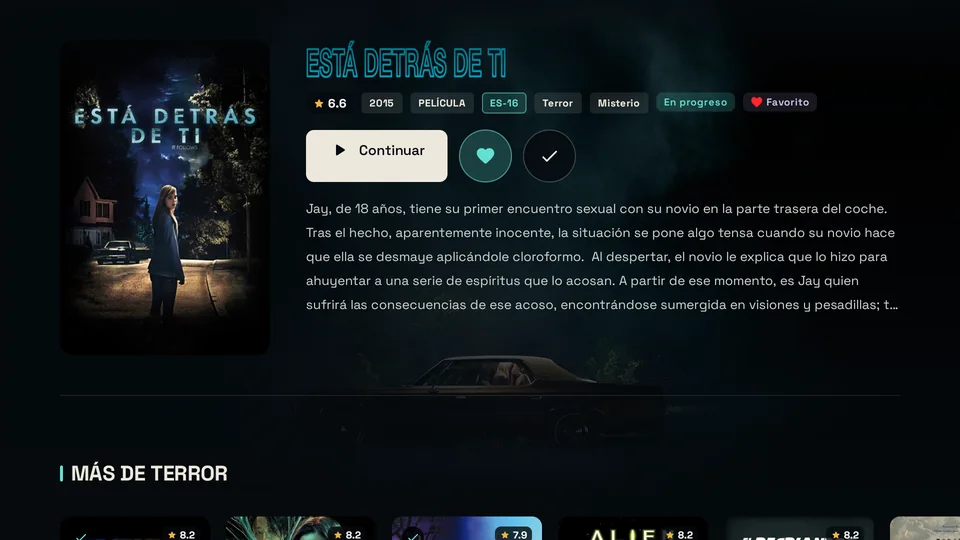 ESTÁ DETRÁS
DE TI
IT FOLLOWS
ESTÁ DETRÁS DE TI
6.6 2015 PELÍCULA ES-16 Terror Misterio En progreso Favorito
Continuar
Jay, de 18 años, tiene su primer encuentro sexual con su novio en la parte trasera del coche.
Tras el hecho, aparentemente inocente, la situación se pone algo tensa cuando su novio hace
que ella se desmaye aplicándole cloroformo. Al despertar, el novio le explica que lo hizo para
ahuyentar a una serie de espíritus que lo acosan. A partir de ese momento, es Jay quien
sufrirá las consecuencias de ese acoso, encontrándose sumergida en visiones y pesadillas; t...
MÁS DE TERROR
8.2 8.2 7.9 8.2 8.2